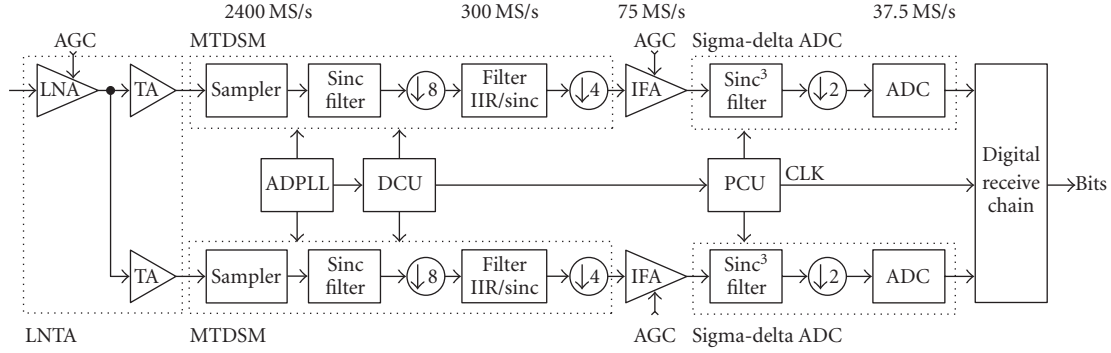 2400 MS/s 300 MS/s 75 MS/s 37.5 MS/s
AGC MTDSM AGC Sigma-delta ADC
LNA TA Sampler Sinc filter ↓8 Filter IIR/sinc ↓4 IFA Sinc³ filter ↓2 ADC
ADPLL DCU PCU CLK Digital receive chain Bits
TA Sampler Sinc filter ↓8 Filter IIR/sinc ↓4 IFA Sinc³ filter ↓2 ADC
LNTA MTDSM AGC Sigma-delta ADC